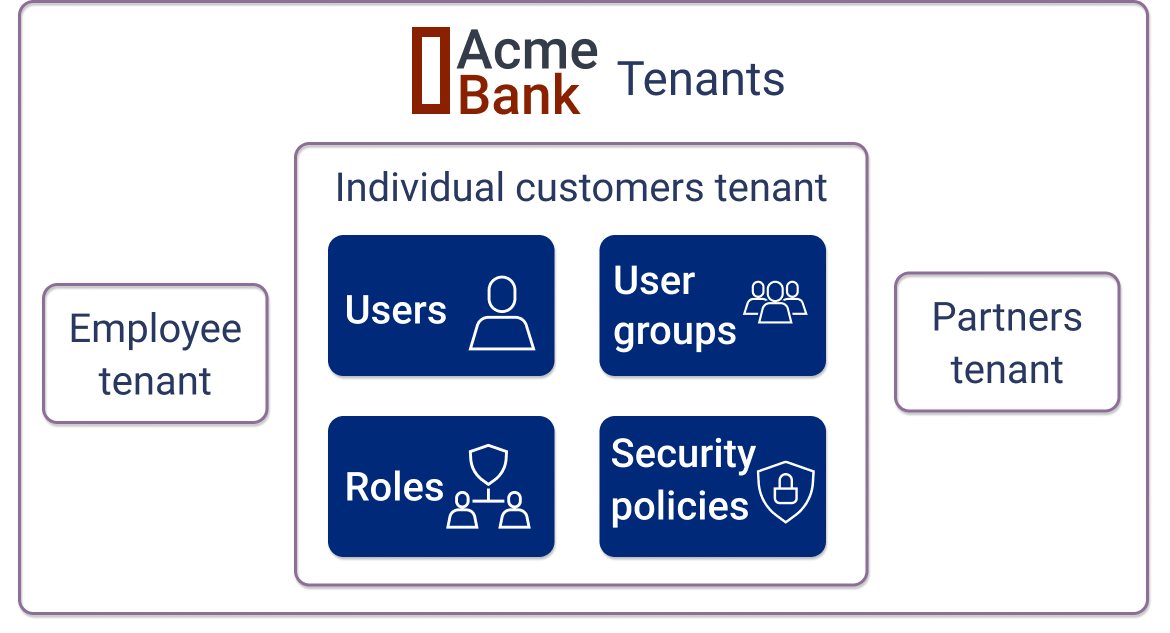 Acme
Bank
Tenants
Individual customers tenant
Employee
tenant
Users
User
groups
Roles
Security
policies
Partners
tenant